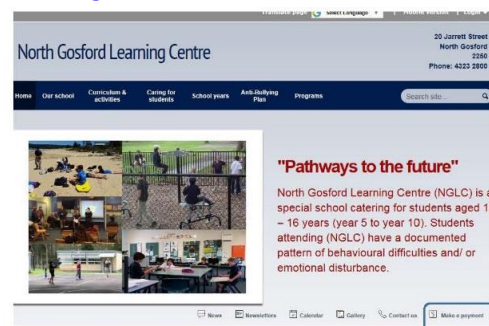 Translate page Select Language Mobile Version Login
20 Jarrett Street
North Gosford
2250
Phone: 4323 2800
North Gosford Learning Centre
Home Our school Curriculum & activities Caring for students School years Anti-Bullying Plan Programs Search site...
"Pathways to the future"
North Gosford Learning Centre (NGLC) is a
special school catering for students aged 1
– 16 years (year 5 to year 10). Students
attending (NGLC) have a documented
pattern of behavioural difficulties and/ or
emotional disturbance.
News Newsletters Calendar Gallery Contact us Make a payment